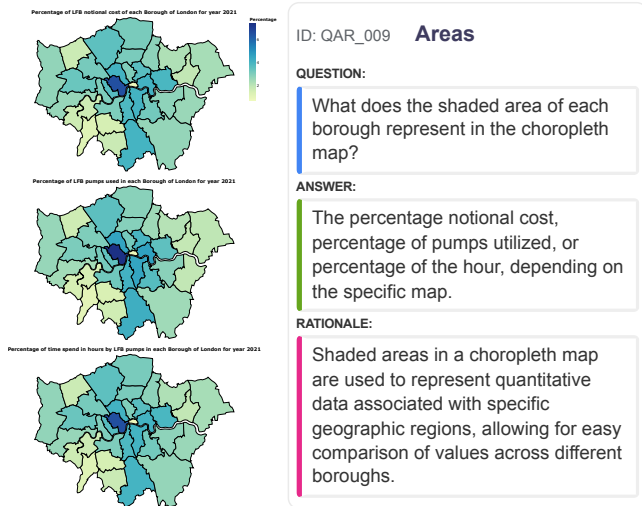 Percentage of LFB notional cost of each Borough of London for year 2021
Percentage
6
4
2
Percentage of LFB pumps used in each Borough of London for year 2021
Percentage of time spend in hours by LFB pumps in each Borough of London for year 2021
ID: QAR_009 Areas
QUESTION:
What does the shaded area of each
borough represent in the choropleth
map?
ANSWER:
The percentage notional cost,
percentage of pumps utilized, or
percentage of the hour, depending on
the specific map.
RATIONALE:
Shaded areas in a choropleth map
are used to represent quantitative
data associated with specific
geographic regions, allowing for easy
comparison of values across different
boroughs.